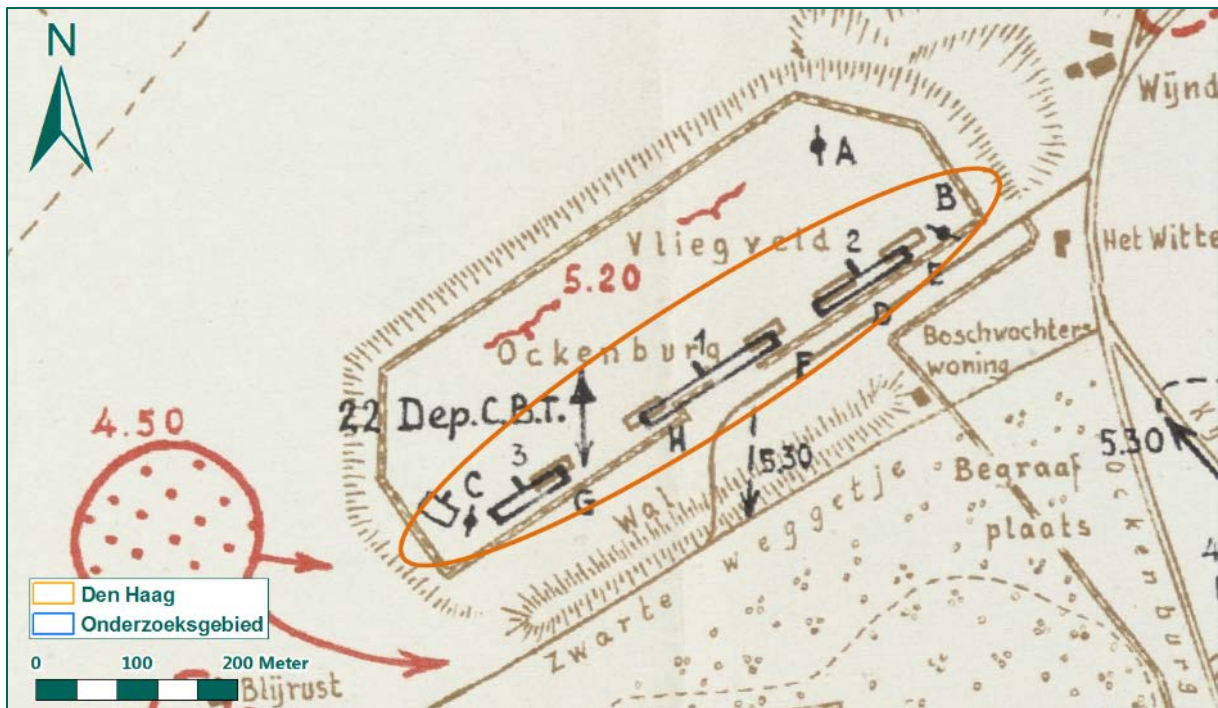 N
Wijnd
A
B
Vliegveld
2
Het Witte
5.20
E
D
Boschwachters
woning
Ockenburg
1
F
22 Dep. C.B.T.
4.50
H
5.30
5.30
Begraaf
plaats
3
C
G
Wal
Zwarte weggetje
Ockenburg
4
Den Haag
Onderzoeksgebied
0 100 200 Meter
Blijrust